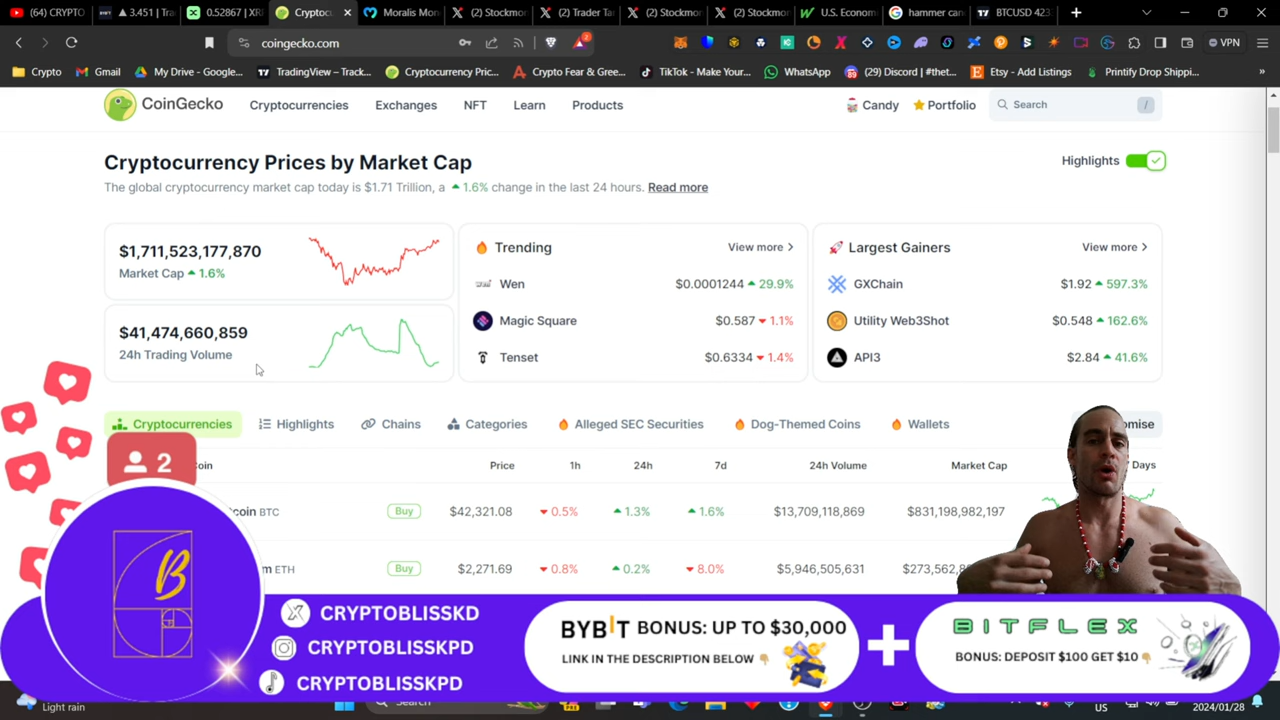 (64) CRYPTO
3.451 | Tra
0.52867 | XR
Cryptoc
Moralis Mon
(2) Stockmo
(2) Trader Ta
(2) Stockm
(2) Stockmo
U.S. Econom
hammer can
BTCUSD 423
coingecko.com
VPN
Crypto
Gmail
My Drive - Google...
TradingView – Track...
Cryptocurrency Pric...
Crypto Fear & Gree...
TikTok - Make Your...
WhatsApp
(29) Discord | #thet...
Etsy - Add Listings
Printify Drop Shippi...
CoinGecko
Cryptocurrencies
Exchanges
NFT
Learn
Products
Candy
Portfolio
Search
/
Cryptocurrency Prices by Market Cap
Highlights
The global cryptocurrency market cap today is $1.71 Trillion, a 1.6% change in the last 24 hours. Read more
$1,711,523,177,870
Market Cap 1.6%
$41,474,660,859
24h Trading Volume
Trending
View more
Wen
$0.0001244 29.9%
Magic Square
$0.587 1.1%
Tenset
$0.6334 1.4%
Largest Gainers
View more
GXChain
$1.92 597.3%
Utility Web3Shot
$0.548 162.6%
API3
$2.84 41.6%
Cryptocurrencies
Highlights
Chains
Categories
Alleged SEC Securities
Dog-Themed Coins
Wallets
omise
2
Coin
Price
1h
24h
7d
24h Volume
Market Cap
7 Days
coin BTC
Buy
$42,321.08
0.5%
1.3%
1.6%
$13,709,118,869
$831,198,982,197
m ETH
Buy
$2,271.69
0.8%
0.2%
8.0%
$5,946,505,631
$273,562,8
B
CRYPTOBLISSKD
CRYPTOBLISSKPD
CRYPTOBLISSKPD
BYBIT BONUS: UP TO $30,000
LINK IN THE DESCRIPTION BELOW
+
BITFLEX
BONUS: DEPOSIT $100 GET $10
Light rain
Search
US
2024/01/28